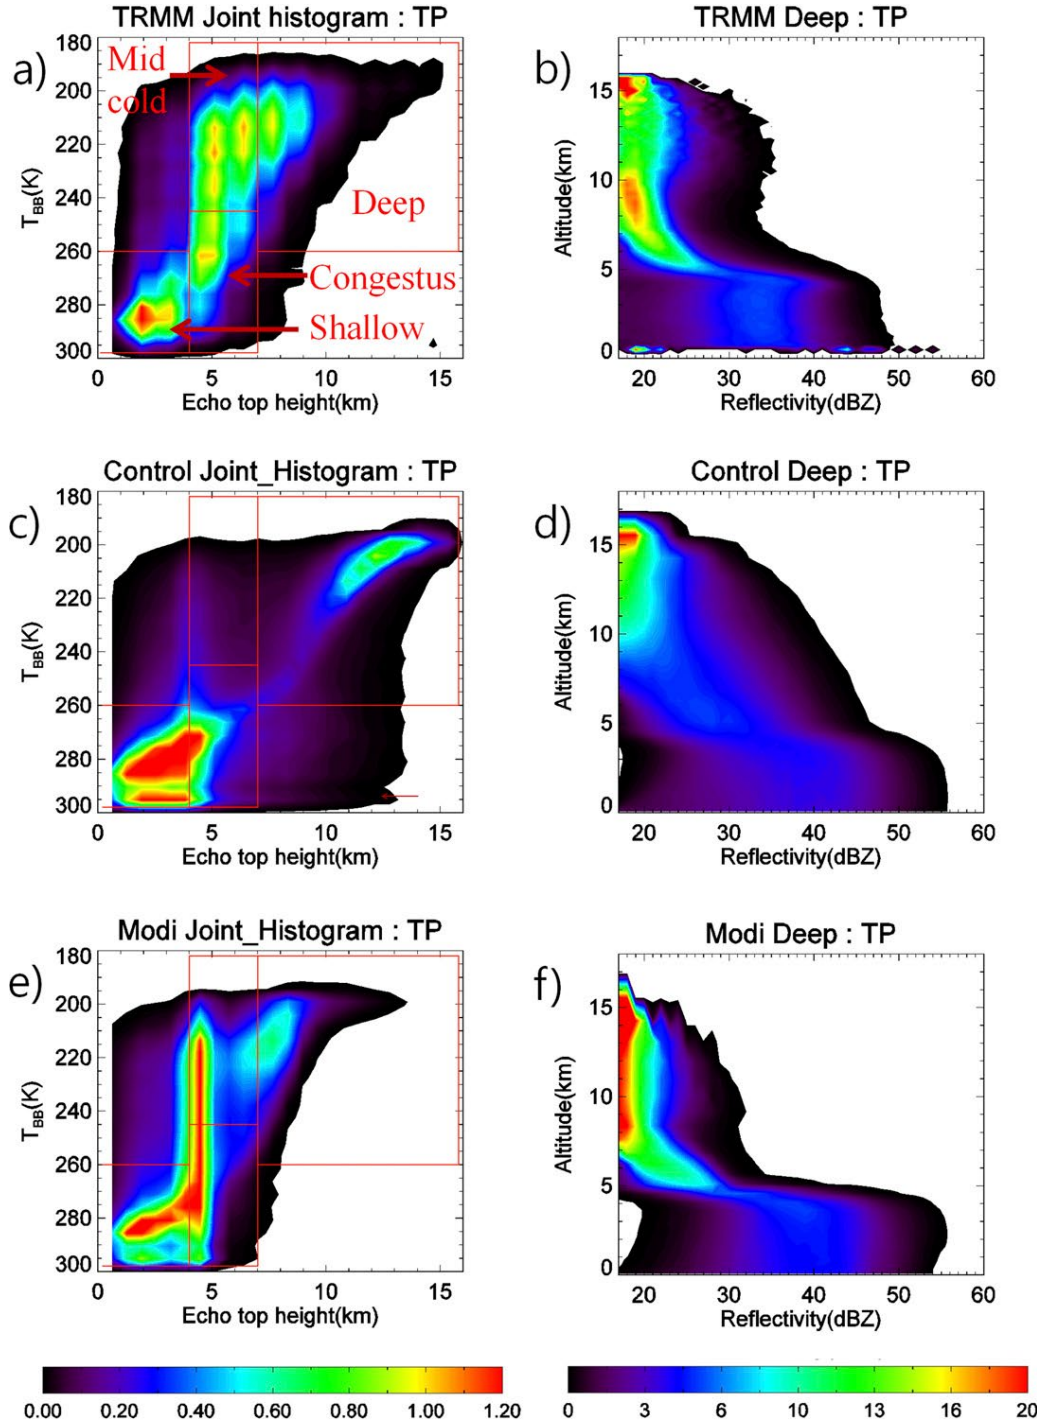 TRMM Joint histogram : TP
a)
180
200
220
240
260
280
300
T_BB(K)
Mid
cold
Deep
Congestus
Shallow
0 5 10 15
Echo top height(km)
TRMM Deep : TP
b)
15
10
5
0
Altitude(km)
20 30 40 50 60
Reflectivity(dBZ)
Control Joint_Histogram : TP
c)
180
200
220
240
260
280
300
T_BB(K)
0 5 10 15
Echo top height(km)
Control Deep : TP
d)
15
10
5
0
Altitude(km)
20 30 40 50 60
Reflectivity(dBZ)
Modi Joint_Histogram : TP
e)
180
200
220
240
260
280
300
T_BB(K)
0 5 10 15
Echo top height(km)
Modi Deep : TP
f)
15
10
5
0
Altitude(km)
20 30 40 50 60
Reflectivity(dBZ)
0.00 0.20 0.40 0.60 0.80 1.00 1.20
0 3 6 10 13 16 20